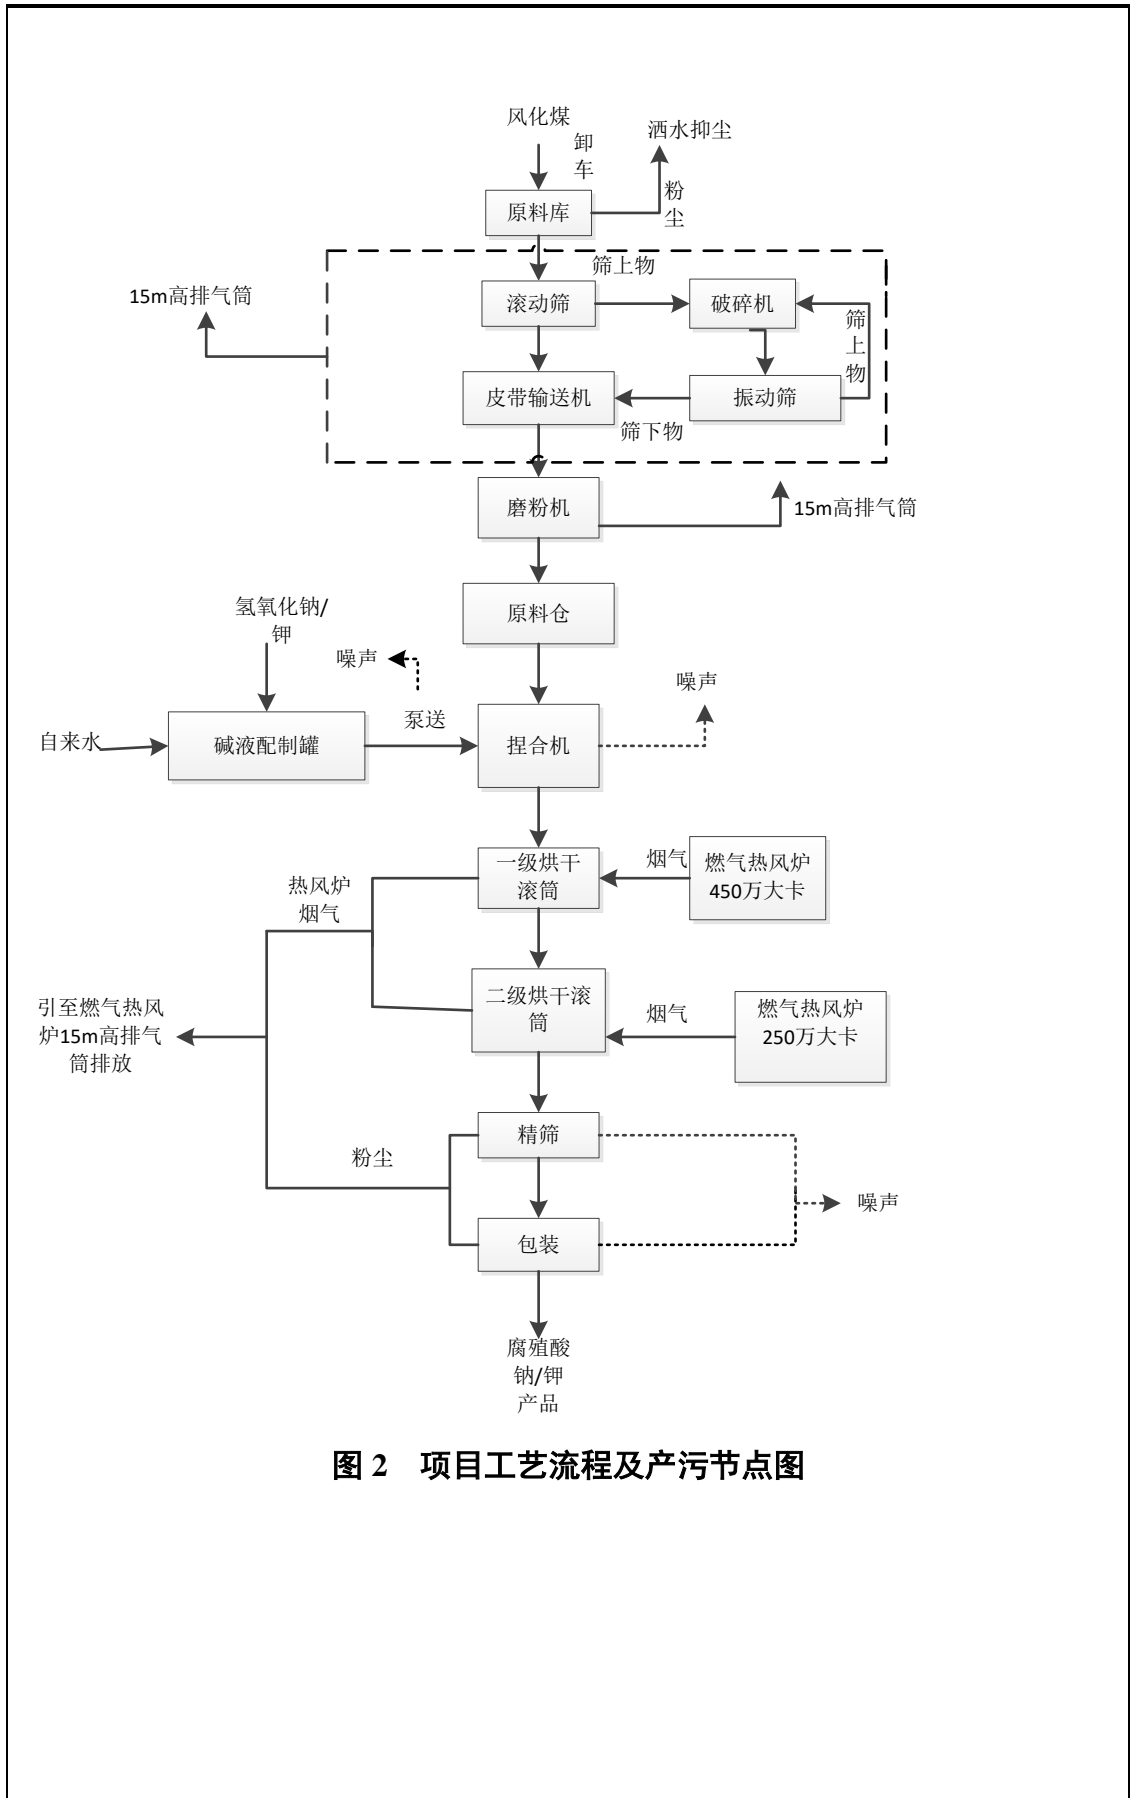 风化煤
卸
车
洒水抑尘
粉
尘
原料库
筛上物
15m高排气筒
滚动筛
破碎机
筛
上
物
皮带输送机
振动筛
筛下物
磨粉机
15m高排气筒
原料仓
氢氧化钠/
钾
噪声
噪声
泵送
自来水
碱液配制罐
捏合机
一级烘干
滚筒
烟气
燃气热风炉
450万大卡
热风炉
烟气
二级烘干滚
筒
烟气
燃气热风炉
250万大卡
引至燃气热风
炉15m高排气
筒排放
精筛
粉尘
噪声
包装
腐殖酸
钠/钾
产品
图 2 项目工艺流程及产污节点图